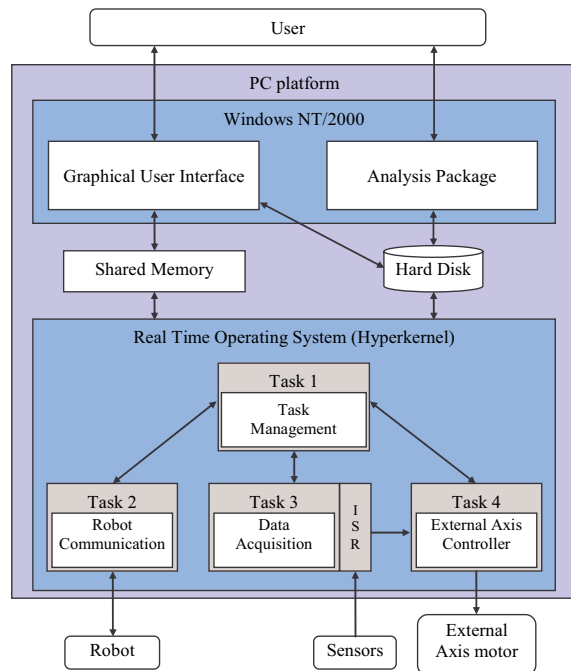 User
PC platform
Windows NT/2000
Graphical User Interface
Analysis Package
Shared Memory
Hard Disk
Real Time Operating System (Hyperkernel)
Task 1
Task
Management
Task 2
Robot
Communication
Task 3
Data
Acquisition
I
S
R
Task 4
External Axis
Controller
Robot
Sensors
External
Axis motor